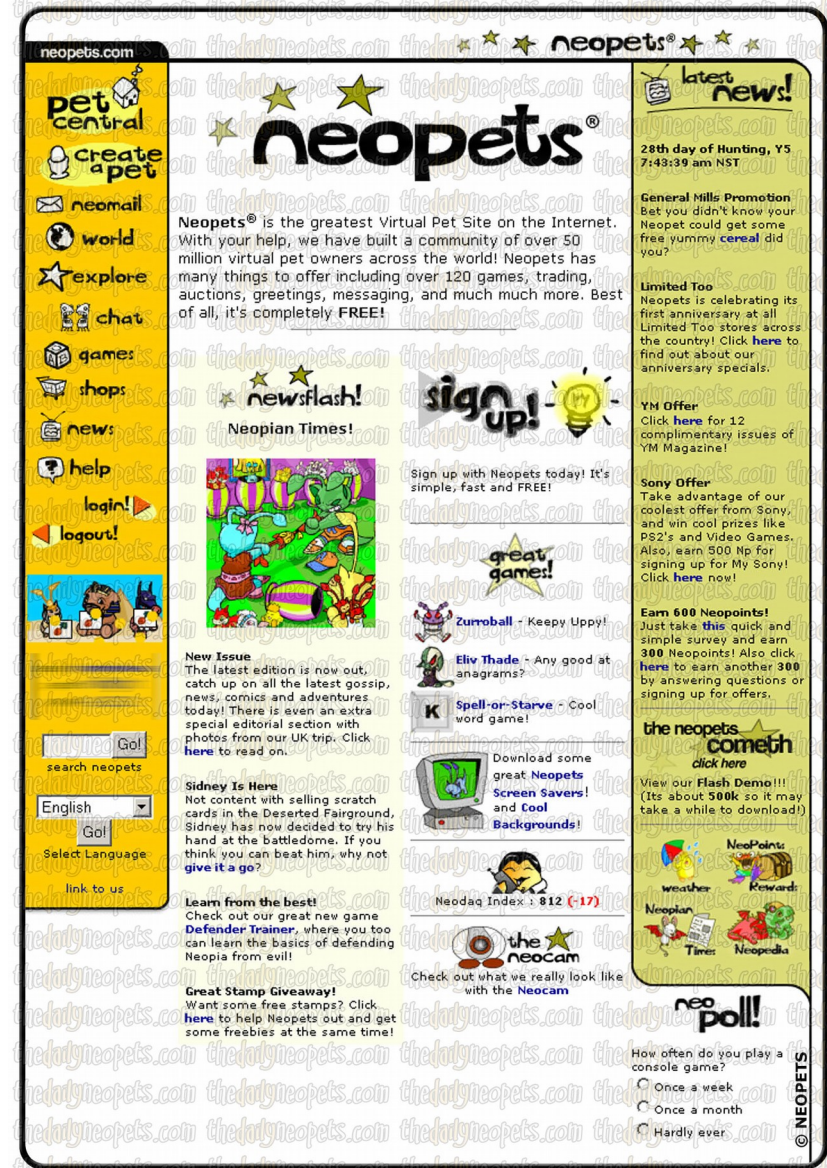 neopets.com
neopets®
pet
central
create
a pet
neomail
world
explore
chat
games
shops
news
help
login!
logout!
Go!
search neopets
English
Go!
Select Language
link to us
neopets®
Neopets® is the greatest Virtual Pet Site on the Internet.
With your help, we have built a community of over 50
million virtual pet owners across the world! Neopets has
many things to offer including over 120 games, trading,
auctions, greetings, messaging, and much much more. Best
of all, it's completely FREE!
newsflash!
Neopian Times!
New Issue
The latest edition is now out,
catch up on all the latest gossip,
news, comics and adventures
today! There is even an extra
special editorial section with
photos from our UK trip. Click
here to read on.
Sidney Is Here
Not content with selling scratch
cards in the Deserted Fairground,
Sidney has now decided to try his
hand at the battledome. If you
think you can beat him, why not
give it a go?
Learn from the best!
Check out our great new game
Defender Trainer, where you too
can learn the basics of defending
Neopia from evil!
Great Stamp Giveaway!
Want some free stamps? Click
here to help Neopets out and get
some freebies at the same time!
sign
up!
Sign up with Neopets today! It's
simple, fast and FREE!
great
games!
Zurroball - Keepy Uppy!
Eliv Thade - Any good at
anagrams?
K
Spell-or-Starve - Cool
word game!
Download some
great Neopets
Screen Savers!
and Cool
Backgrounds!
Neodaq Index : 812 (-17)
the
neocam
Check out what we really look like
with the Neocam
latest
news!
28th day of Hunting, Y5
7:43:39 am NST
General Mills Promotion
Bet you didn't know your
Neopet could get some
free yummy cereal did
you?
Limited Too
Neopets is celebrating its
first anniversary at all
Limited Too stores across
the country! Click here to
find out about our
anniversary specials.
YM Offer
Click here for 12
complimentary issues of
YM Magazine!
Sony Offer
Take advantage of our
coolest offer from Sony,
and win cool prizes like
PS2's and Video Games.
Also, earn 500 Np for
signing up for My Sony!
Click here now!
Earn 600 Neopoints!
Just take this quick and
simple survey and earn
300 Neopoints! Also click
here to earn another 300
by answering questions or
signing up for offers.
the neopets
cometh
click here
View our Flash Demo!!!
(Its about 500k so it may
take a while to download!)
weather
NeoPoint
Rewards
Neopian
Times
Neopedia
neo
poll!
How often do you play a
console game?
Once a week
Once a month
Hardly ever
© NEOPETS
thedailyneopets.com